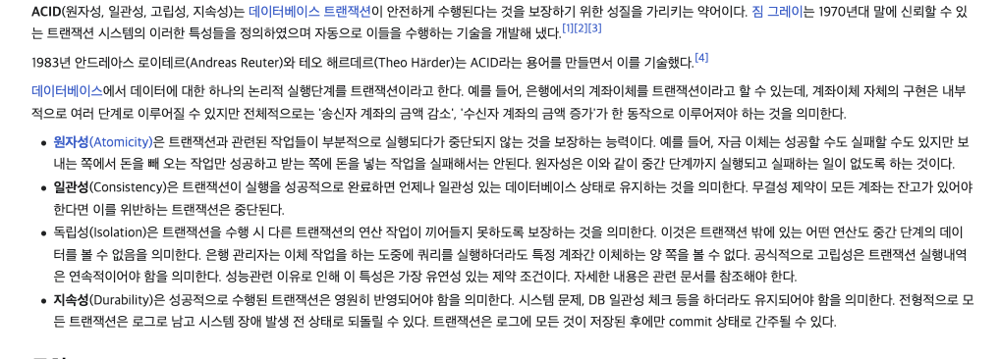 ACID(원자성, 일관성, 고립성, 지속성)는 데이터베이스 트랜잭션이 안전하게 수행된다는 것을 보장하기 위한 성질을 가리키는 약어이다. 짐 그레이는 1970년대 말에 신뢰할 수 있
는 트랜잭션 시스템의 이러한 특성들을 정의하였으며 자동으로 이들을 수행하는 기술을 개발해 냈다.[1][2][3]
1983년 안드레아스 로이테르(Andreas Reuter)와 테오 해르데르(Theo Härder)는 ACID라는 용어를 만들면서 이를 기술했다.[4]
데이터베이스에서 데이터에 대한 하나의 논리적 실행단계를 트랜잭션이라고 한다. 예를 들어, 은행에서의 계좌이체를 트랜잭션이라고 할 수 있는데, 계좌이체 자체의 구현은 내부
적으로 여러 단계로 이루어질 수 있지만 전체적으로는 '송신자 계좌의 금액 감소', '수신자 계좌의 금액 증가'가 한 동작으로 이루어져야 하는 것을 의미한다.
• 원자성(Atomicity)은 트랜잭션과 관련된 작업들이 부분적으로 실행되다가 중단되지 않는 것을 보장하는 능력이다. 예를 들어, 자금 이체는 성공할 수도 실패할 수도 있지만 보
내는 쪽에서 돈을 빼 오는 작업만 성공하고 받는 쪽에 돈을 넣는 작업을 실패해서는 안된다. 원자성은 이와 같이 중간 단계까지 실행되고 실패하는 일이 없도록 하는 것이다.
• 일관성(Consistency)은 트랜잭션이 실행을 성공적으로 완료하면 언제나 일관성 있는 데이터베이스 상태로 유지하는 것을 의미한다. 무결성 제약이 모든 계좌는 잔고가 있어야
한다면 이를 위반하는 트랜잭션은 중단된다.
• 독립성(Isolation)은 트랜잭션을 수행 시 다른 트랜잭션의 연산 작업이 끼어들지 못하도록 보장하는 것을 의미한다. 이것은 트랜잭션 밖에 있는 어떤 연산도 중간 단계의 데이
터를 볼 수 없음을 의미한다. 은행 관리자는 이체 작업을 하는 도중에 쿼리를 실행하더라도 특정 계좌간 이체하는 양 쪽을 볼 수 없다. 공식적으로 고립성은 트랜잭션 실행내역
은 연속적이어야 함을 의미한다. 성능관련 이유로 인해 이 특성은 가장 유연성 있는 제약 조건이다. 자세한 내용은 관련 문서를 참조해야 한다.
• 지속성(Durability)은 성공적으로 수행된 트랜잭션은 영원히 반영되어야 함을 의미한다. 시스템 문제, DB 일관성 체크 등을 하더라도 유지되어야 함을 의미한다. 전형적으로 모
든 트랜잭션은 로그로 남고 시스템 장애 발생 전 상태로 되돌릴 수 있다. 트랜잭션은 로그에 모든 것이 저장된 후에만 commit 상태로 간주될 수 있다.